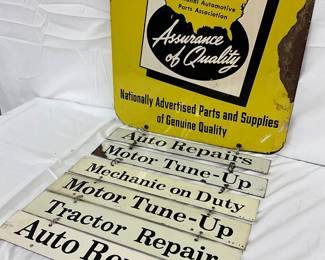 Automotive
Parts Association
Assurance
of Quality
Nationally Advertised Parts and Supplies
of Genuine Quality
Auto Repairs
Motor Tune-Up
Mechanic on Duty
Motor Tune-Up
Tractor Repair
Auto